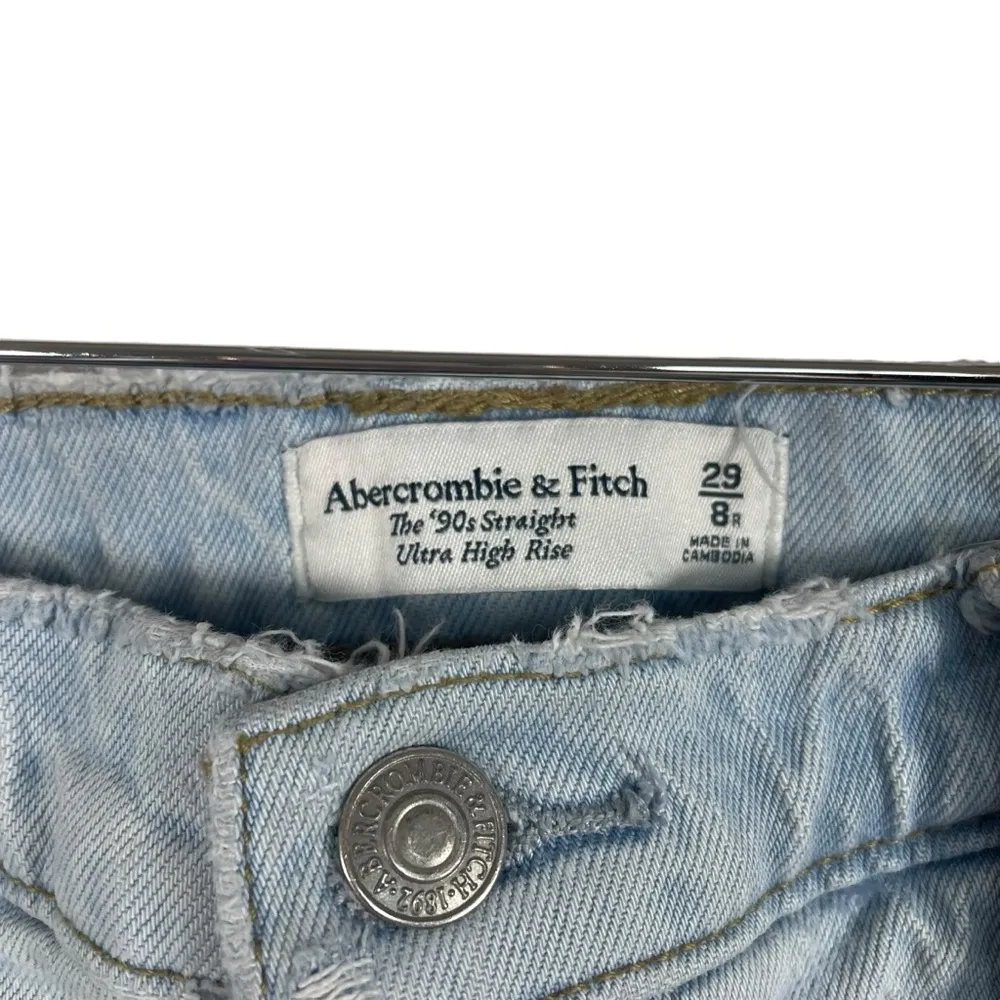 Abercrombie & Fitch
The ‘90s Straight
Ultra High Rise
29
8R
MADE IN
CAMBODIA
ABERCROMBIE & FITCH · 1892 ·